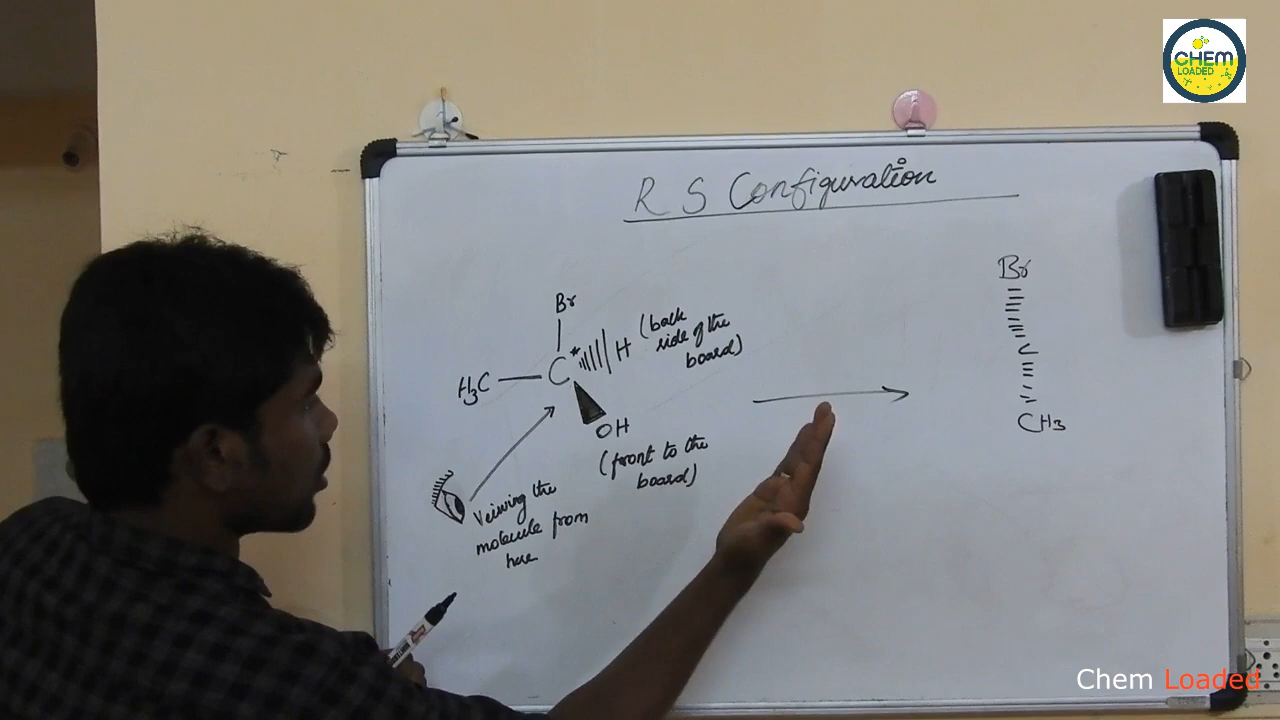 CHEM
LOADED
R S Configuration
Br
C* H (back
side of the
board)
H3C
OH
(front to the
board)
Veiwing the
molecule from
here
Br
C
CH3
Chem Loaded